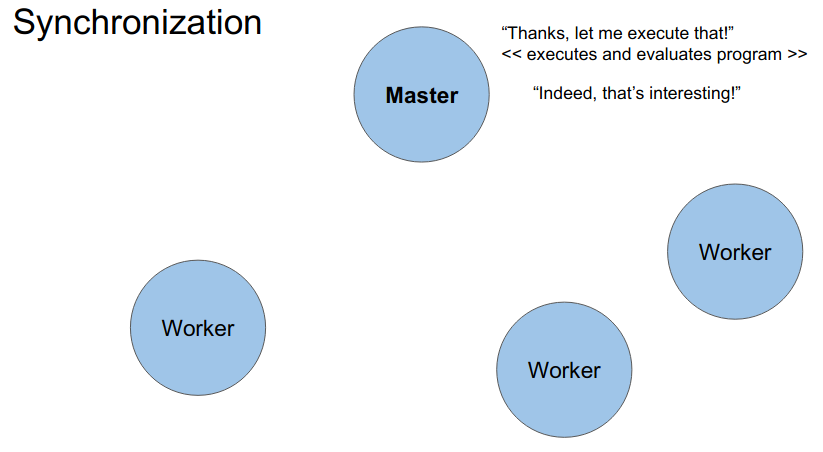 Synchronization
“Thanks, let me execute that!”
<< executes and evaluates program >>
Master
“Indeed, that’s interesting!”
Worker
Worker
Worker